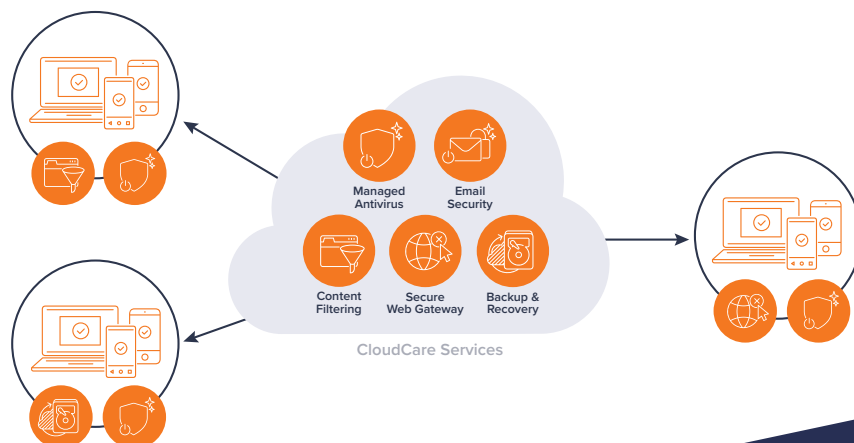 Managed
Antivirus
Email
Security
Content
Filtering
Secure
Web Gateway
Backup &
Recovery
CloudCare Services